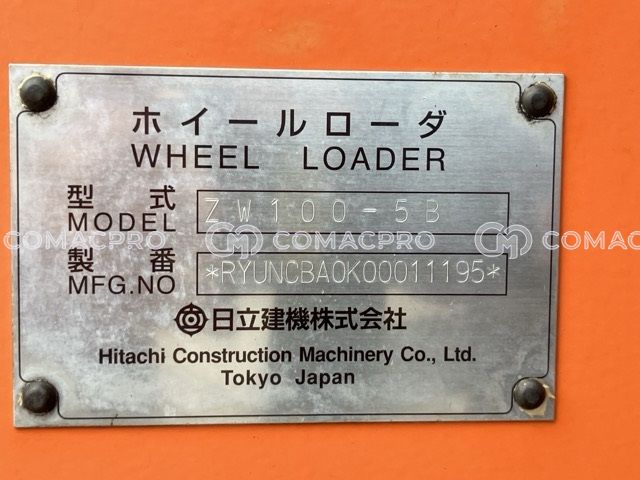 ホイールローダ
WHEEL LOADER
型式 ZW100-5B
MODEL
製番 *RYUNCBA0K00011195*
MFG.NO
日立建機株式会社
Hitachi Construction Machinery Co., Ltd.
Tokyo Japan
COMACPRO COMACPRO COMACPRO